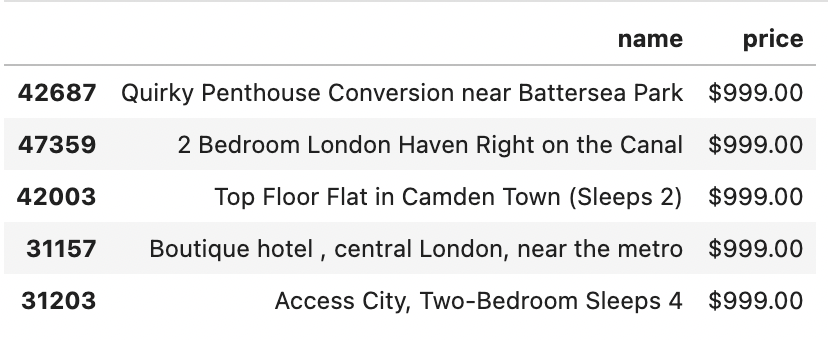 name price
42687 Quirky Penthouse Conversion near Battersea Park $999.00
47359 2 Bedroom London Haven Right on the Canal $999.00
42003 Top Floor Flat in Camden Town (Sleeps 2) $999.00
31157 Boutique hotel , central London, near the metro $999.00
31203 Access City, Two-Bedroom Sleeps 4 $999.00